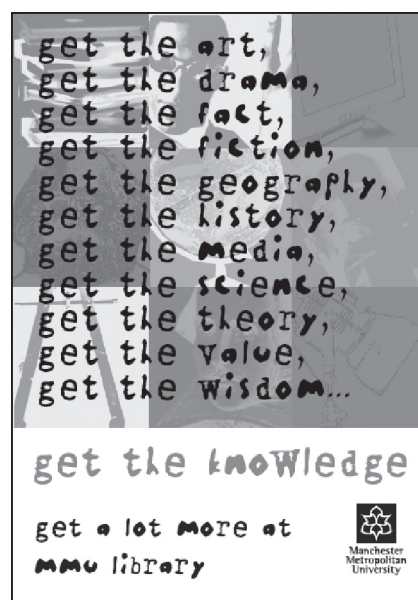 get the art,
get the drama,
get the fact,
get the fiction,
get the geography,
get the history,
get the media,
get the science,
get the theory,
get the value,
get the wisdom...
get the knowledge
get a lot more at
mmu library
Manchester
Metropolitan
University